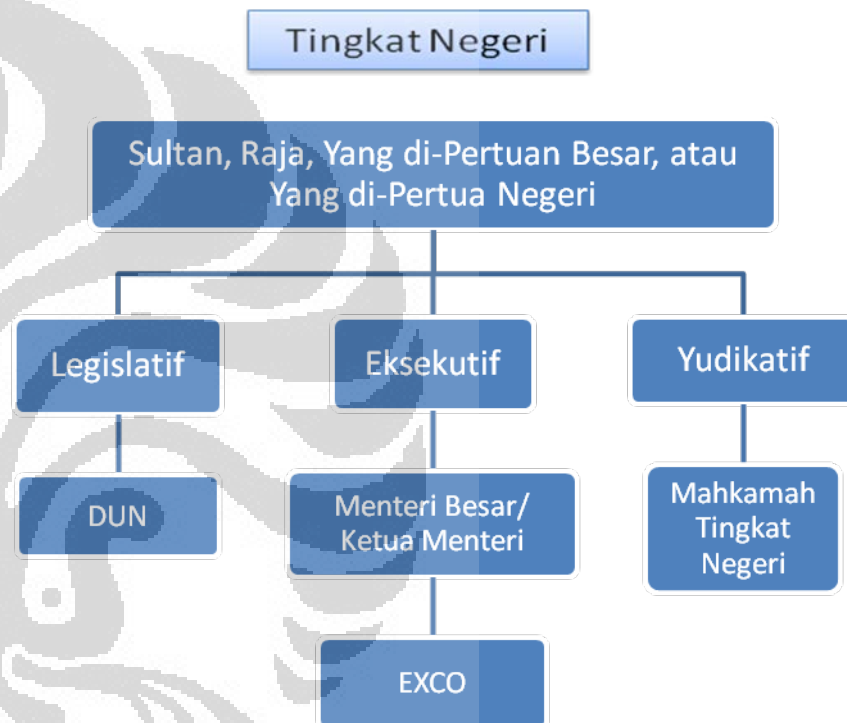 Tingkat Negeri
Sultan, Raja, Yang di-Pertuan Besar, atau
Yang di-Pertua Negeri
Legislatif
Eksekutif
Yudikatif
DUN
Menteri Besar/
Ketua Menteri
Mahkamah
Tingkat
Negeri
EXCO